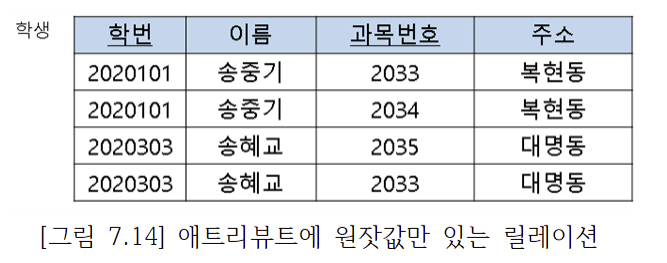 학생
학번 이름 과목번호 주소
2020101 송중기 2033 복현동
2020101 송중기 2034 복현동
2020303 송혜교 2035 대명동
2020303 송혜교 2033 대명동
[그림 7.14] 애트리뷰트에 원잣값만 있는 릴레이션